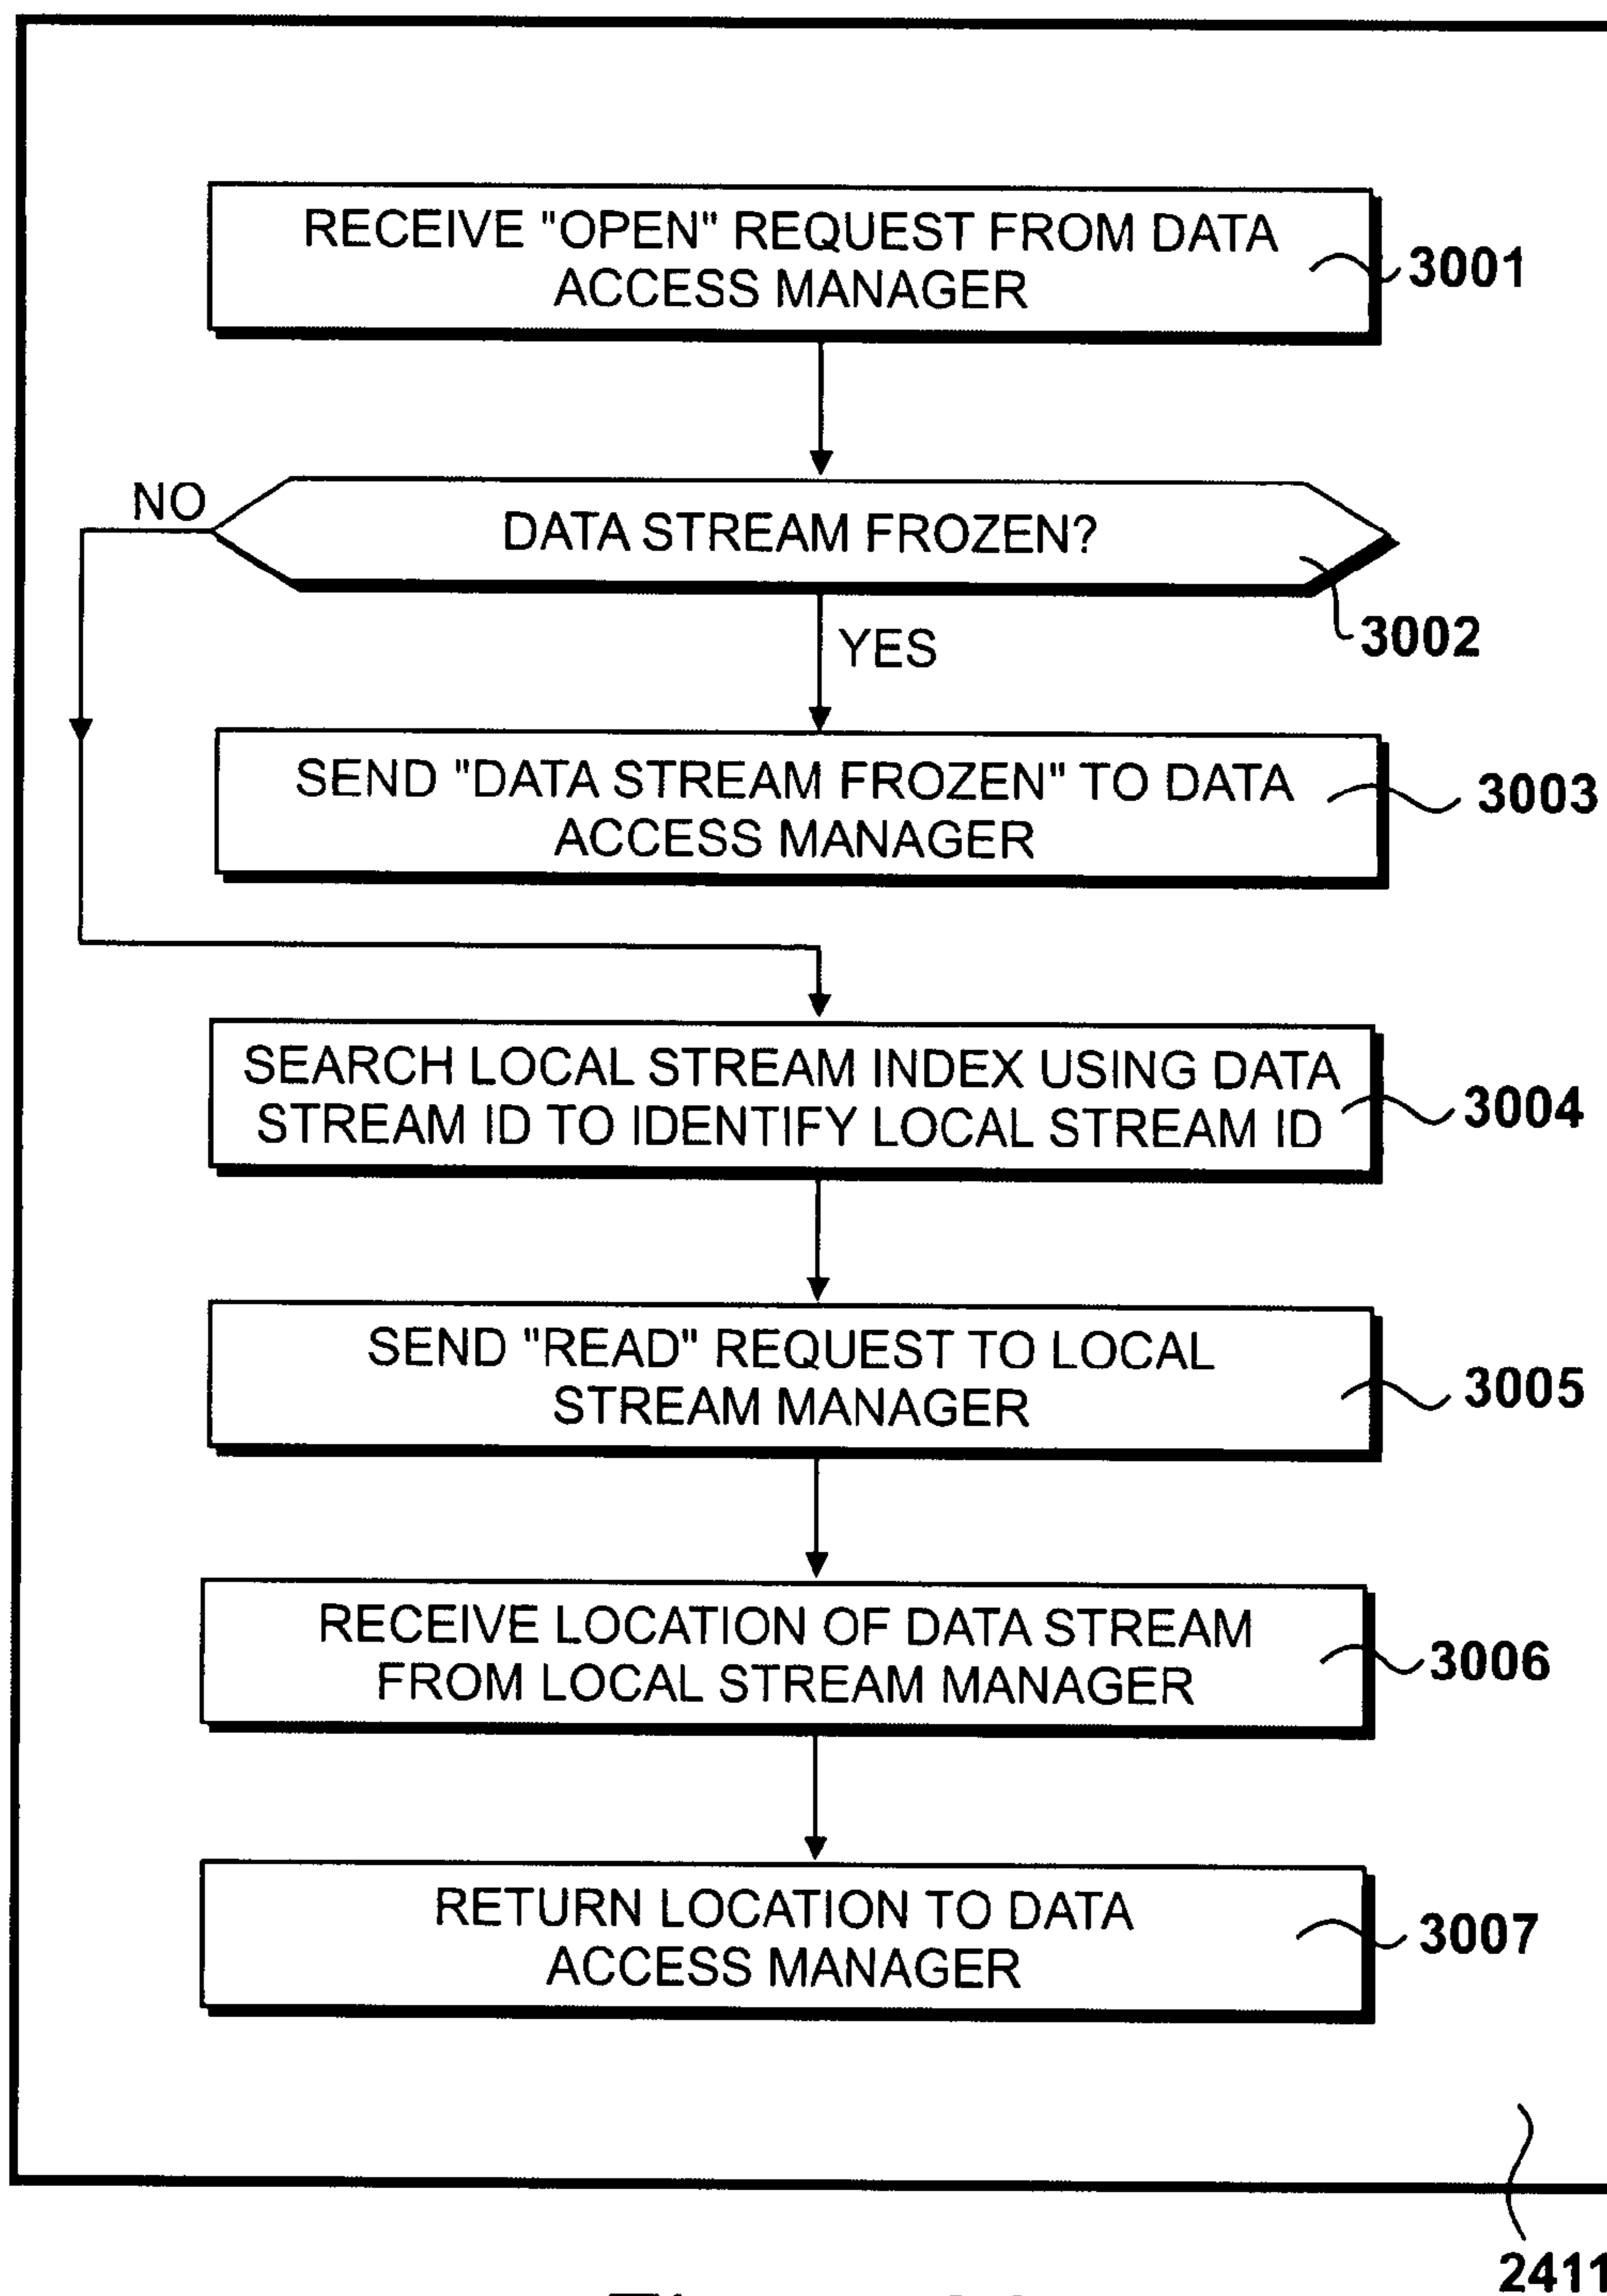 RECEIVE "OPEN" REQUEST FROM DATA
ACCESS MANAGER
3001
NO
DATA STREAM FROZEN?
3002
YES
SEND "DATA STREAM FROZEN" TO DATA
ACCESS MANAGER
3003
SEARCH LOCAL STREAM INDEX USING DATA
STREAM ID TO IDENTIFY LOCAL STREAM ID
3004
SEND "READ" REQUEST TO LOCAL
STREAM MANAGER
3005
RECEIVE LOCATION OF DATA STREAM
FROM LOCAL STREAM MANAGER
3006
RETURN LOCATION TO DATA
ACCESS MANAGER
3007
2411